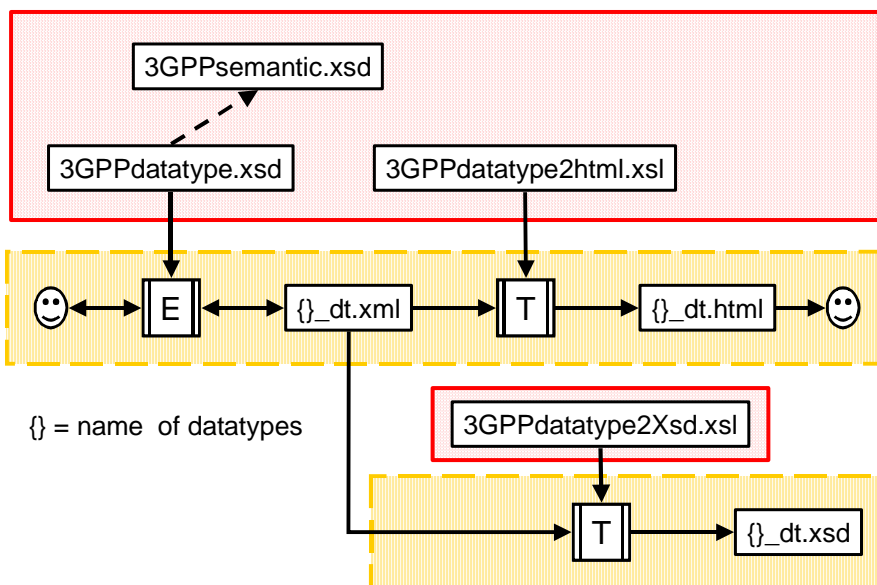 3GPPsemantic.xsd
3GPPdatatype.xsd
3GPPdatatype2html.xsl
E
{}_dt.xml
T
{}_dt.html
{} = name of datatypes
3GPPdatatype2Xsd.xsl
T
{}_dt.xsd